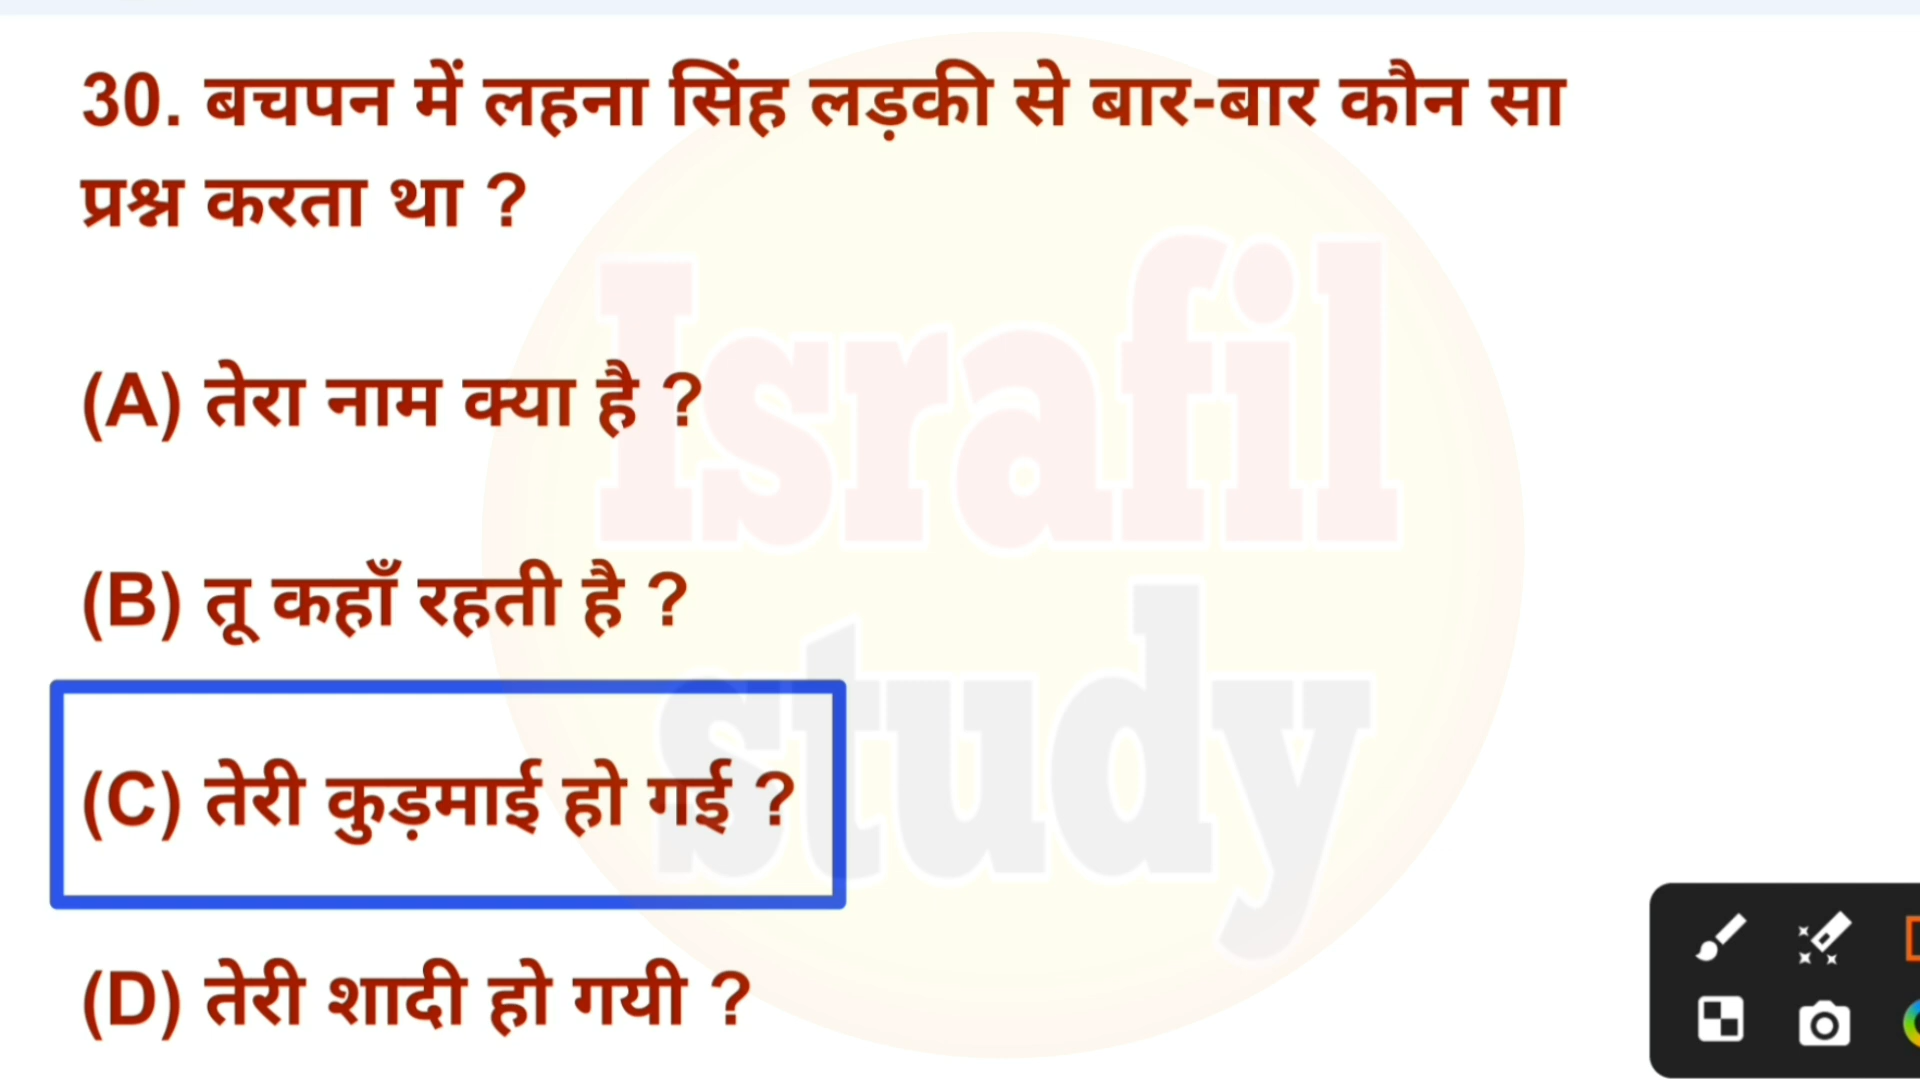 30. बचपन में लहना सिंह लड़की से बार-बार कौन सा
प्रश्न करता था ?
(A) तेरा नाम क्या है ?
(B) तू कहाँ रहती है ?
(C) तेरी कुड़माई हो गई ?
(D) तेरी शादी हो गयी ?
Israfil
study